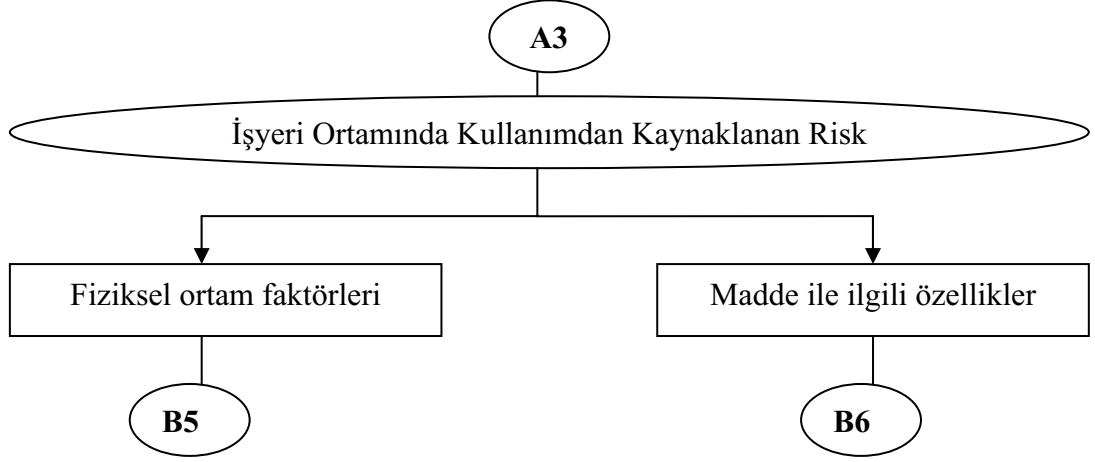 A3
İşyeri Ortamında Kullanımdan Kaynaklanan Risk
Fiziksel ortam faktörleri
Madde ile ilgili özellikler
B5
B6